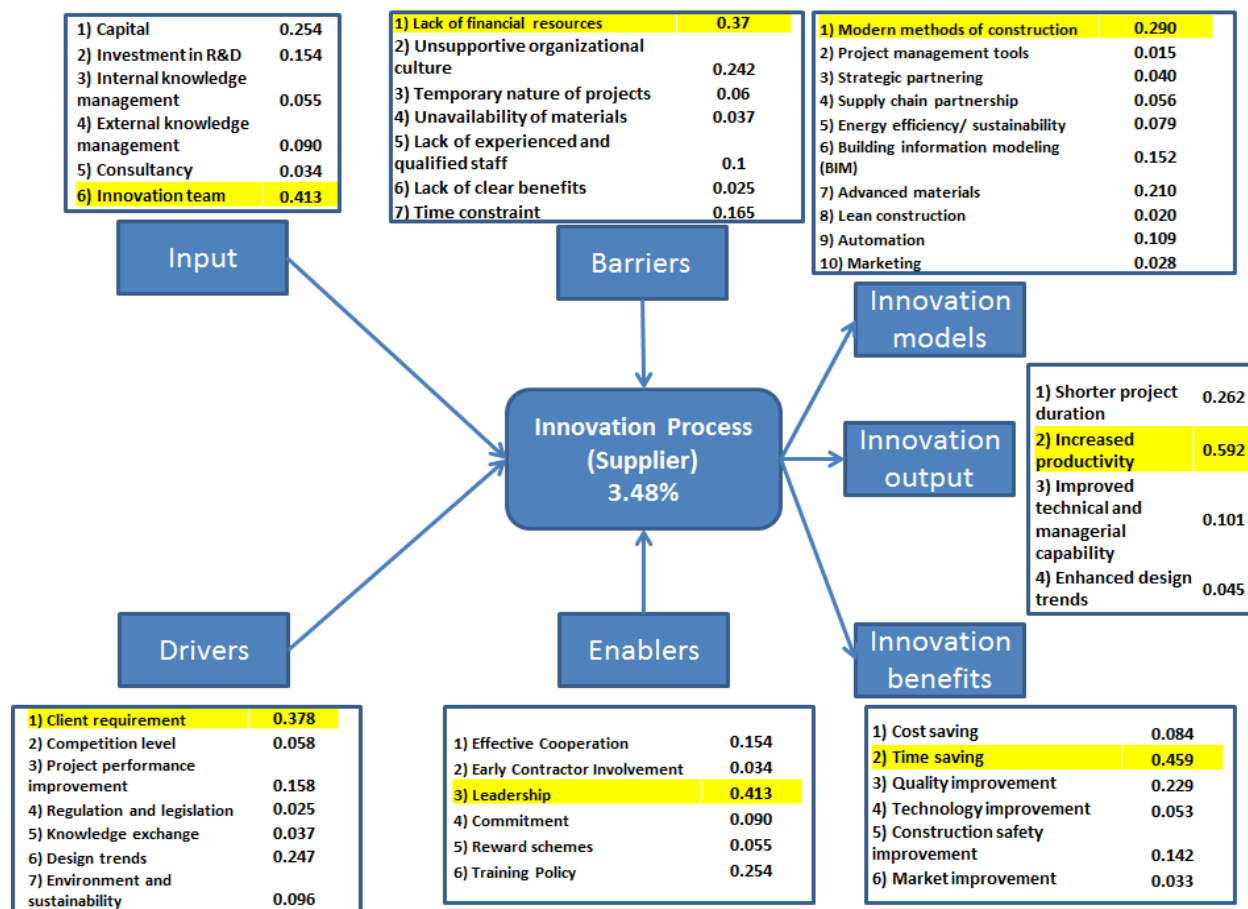 1) Capital 0.254
2) Investment in R&D 0.154
3) Internal knowledge
management 0.055
4) External knowledge
management 0.090
5) Consultancy 0.034
6) Innovation team 0.413
1) Lack of financial resources 0.37
2) Unsupportive organizational
culture 0.242
3) Temporary nature of projects 0.06
4) Unavailability of materials 0.037
5) Lack of experienced and
qualified staff 0.1
6) Lack of clear benefits 0.025
7) Time constraint 0.165
1) Modern methods of construction 0.290
2) Project management tools 0.015
3) Strategic partnering 0.040
4) Supply chain partnership 0.056
5) Energy efficiency/ sustainability 0.079
6) Building information modeling
(BIM) 0.152
7) Advanced materials 0.210
8) Lean construction 0.020
9) Automation 0.109
10) Marketing 0.028
Input
Barriers
Innovation
models
Innovation Process
(Supplier)
3.48%
Innovation
output
1) Shorter project
duration 0.262
2) Increased
productivity 0.592
3) Improved
technical and
managerial
capability 0.101
4) Enhanced design
trends 0.045
Drivers
Enablers
Innovation
benefits
1) Client requirement 0.378
2) Competition level 0.058
3) Project performance
improvement 0.158
4) Regulation and legislation 0.025
5) Knowledge exchange 0.037
6) Design trends 0.247
7) Environment and
sustainability 0.096
1) Effective Cooperation 0.154
2) Early Contractor Involvement 0.034
3) Leadership 0.413
4) Commitment 0.090
5) Reward schemes 0.055
6) Training Policy 0.254
1) Cost saving 0.084
2) Time saving 0.459
3) Quality improvement 0.229
4) Technology improvement 0.053
5) Construction safety
improvement 0.142
6) Market improvement 0.033